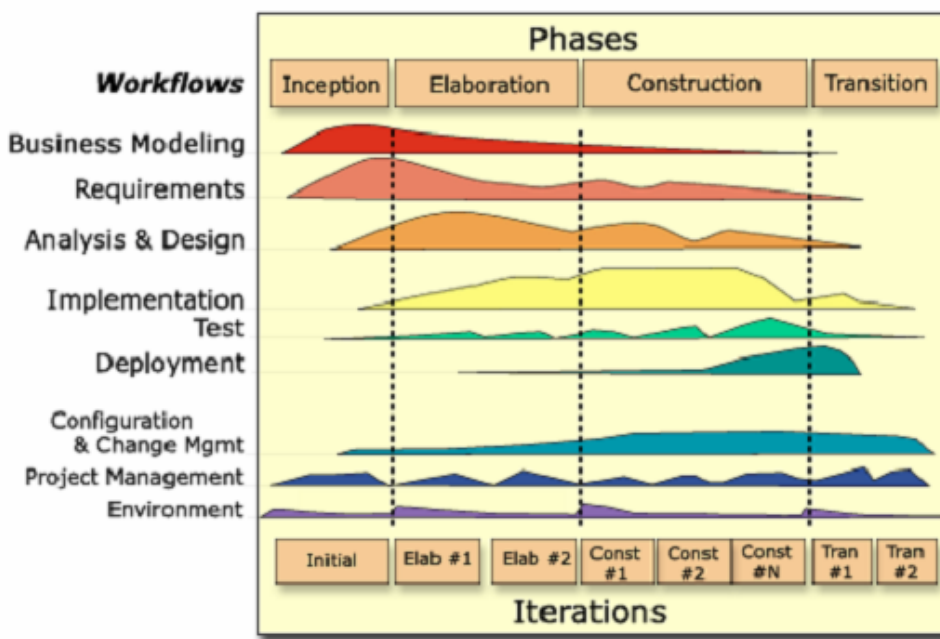 Phases
Workflows
Inception
Elaboration
Construction
Transition
Business Modeling
Requirements
Analysis & Design
Implementation
Test
Deployment
Configuration
& Change Mgmt
Project Management
Environment
Initial
Elab #1
Elab #2
Const
#1
Const
#2
Const
#N
Tran
#1
Tran
#2
Iterations